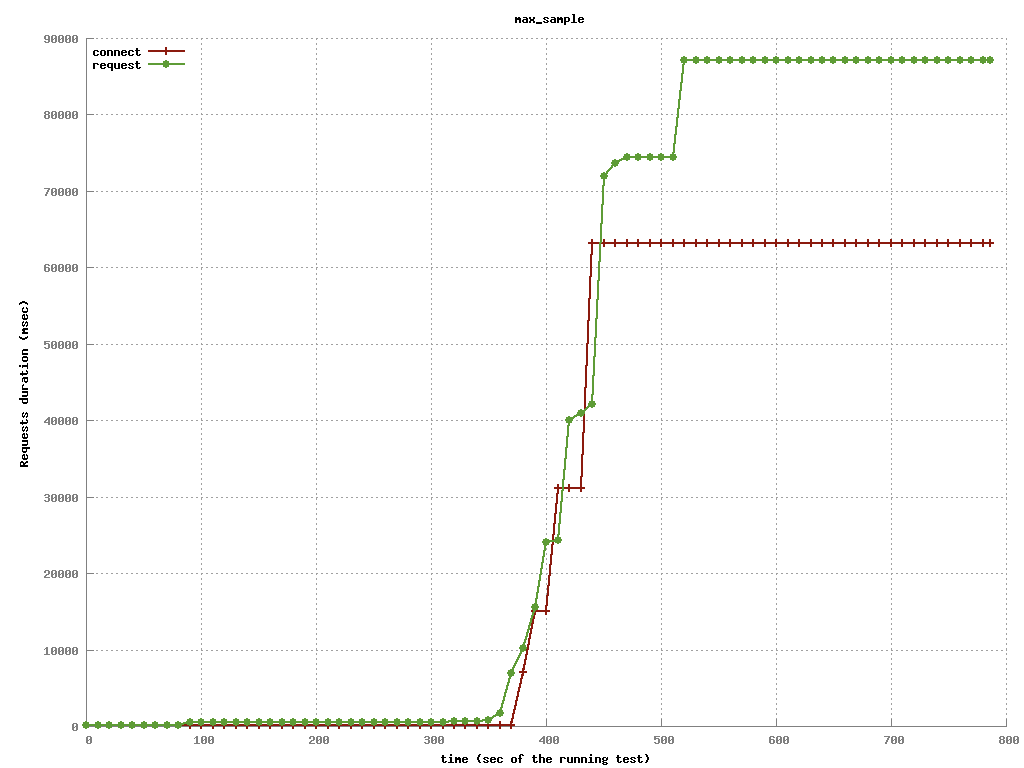 max_sample
90000
connect
request
80000
70000
60000
50000
40000
30000
20000
10000
0
Requests duration (msec)
0 100 200 300 400 500 600 700 800
time (sec of the running test)